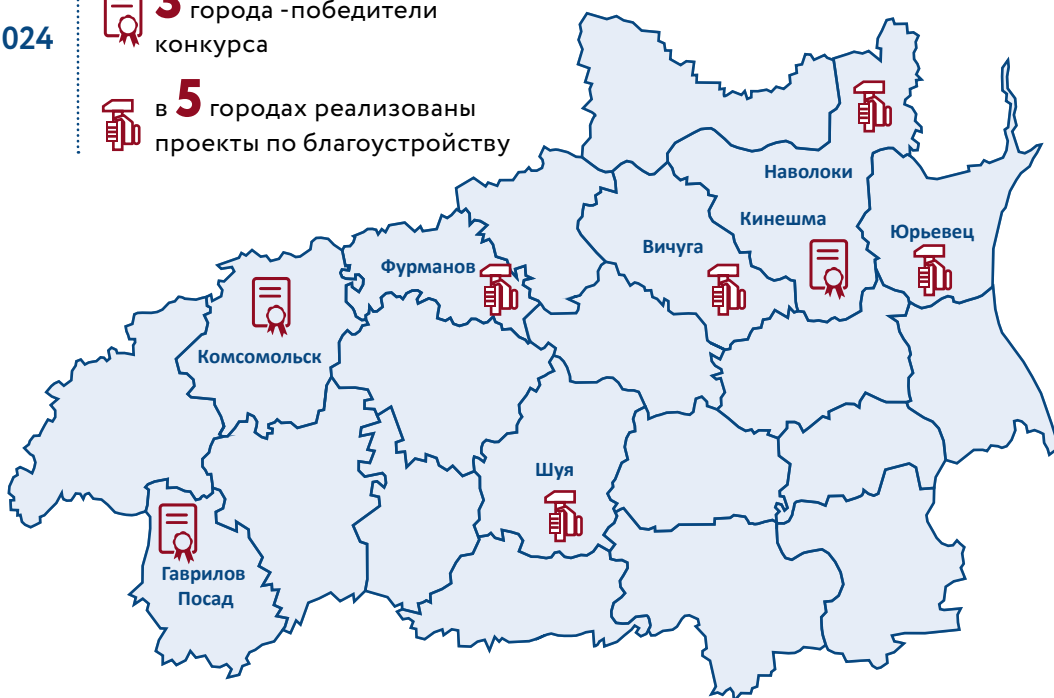 3 города -победители
024
конкурса
в 5 городах реализованы
проекты по благоустройству
Наволоки
Кинешма
Юрьевец
Вичуга
Фурманов
Комсомольск
Шуя
Гаврилов
Посад